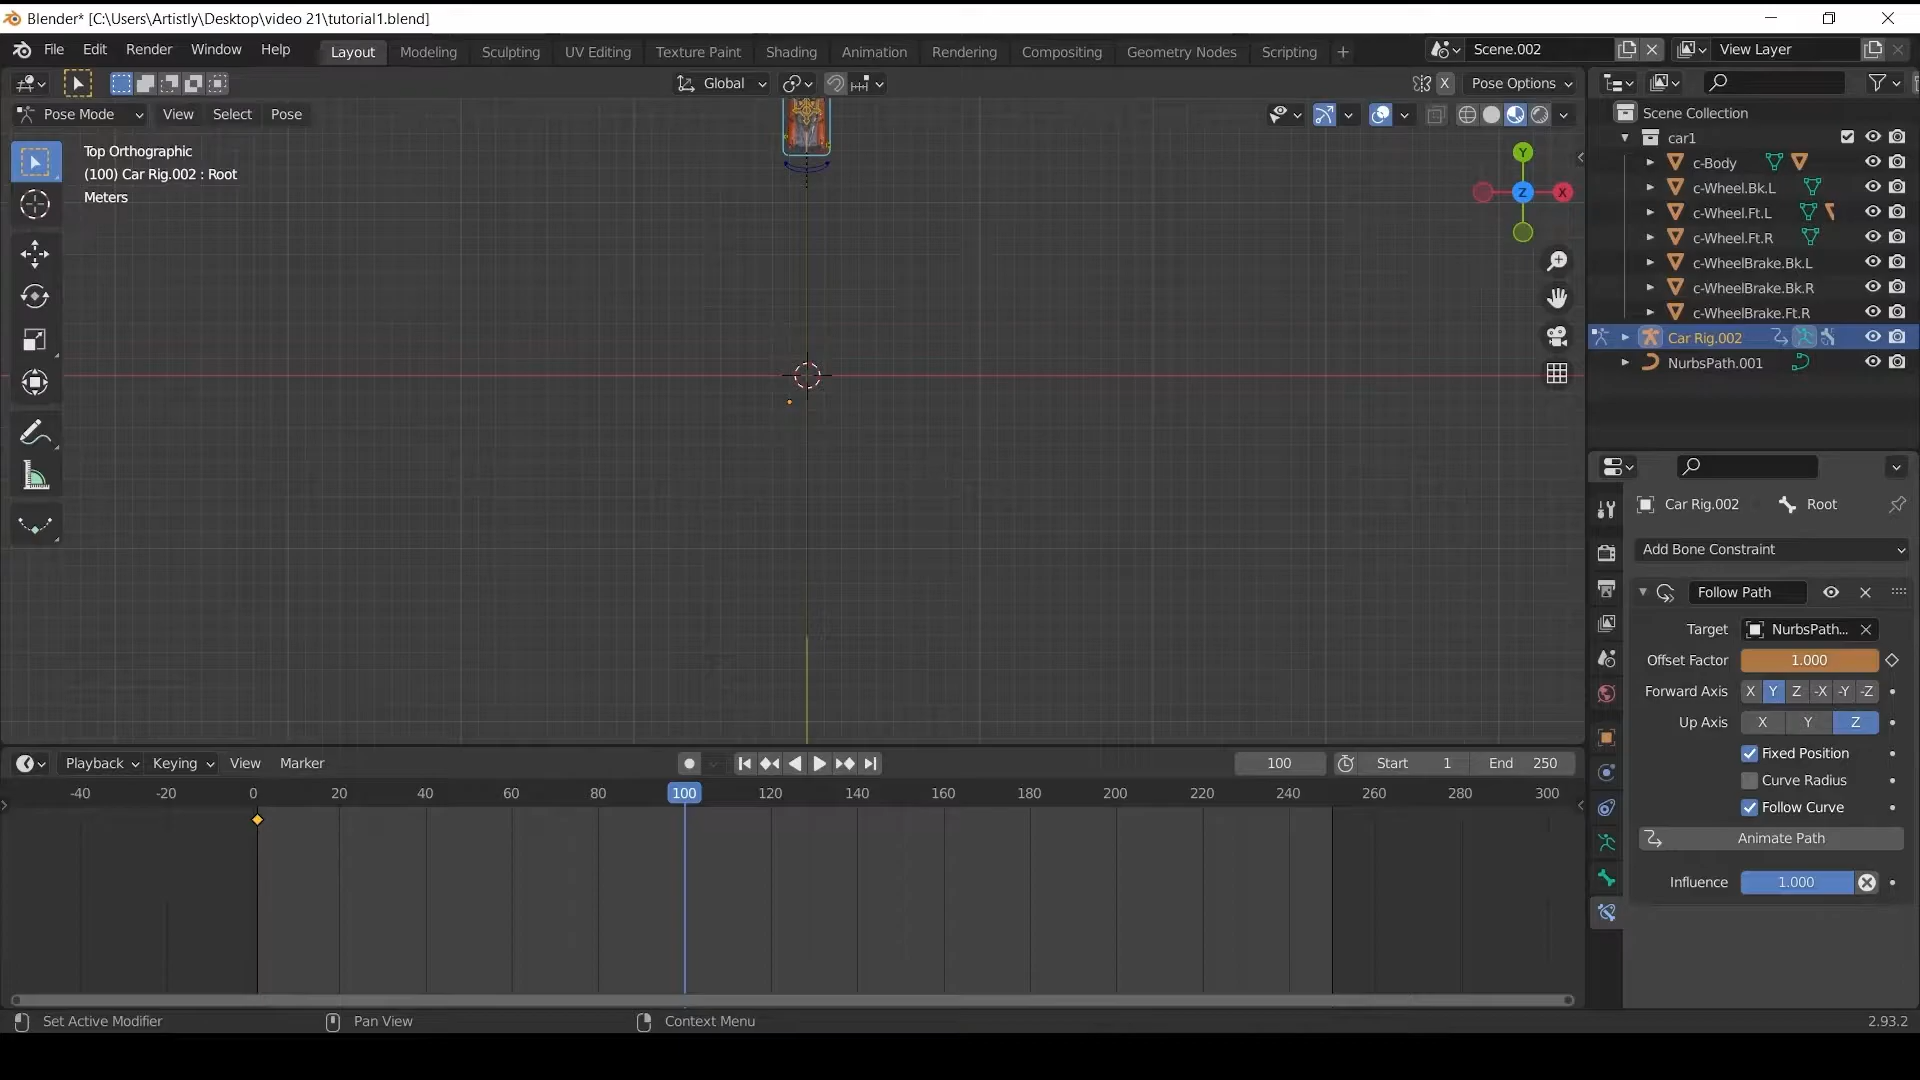 Blender* [C:\Users\Artistly\Desktop\video 21\tutorial1.blend]
File Edit Render Window Help Layout Modeling Sculpting UV Editing Texture Paint Shading Animation Rendering Compositing Geometry Nodes Scripting + Scene.002 View Layer
Global X Pose Options
Pose Mode View Select Pose
Top Orthographic
(100) Car Rig.002 : Root
Meters
Y
Z X
Scene Collection
car1
c-Body
c-Wheel.Bk.L
c-Wheel.Ft.L
c-Wheel.Ft.R
c-WheelBrake.Bk.L
c-WheelBrake.Bk.R
c-WheelBrake.Ft.R
Car Rig.002
NurbsPath.001
Car Rig.002 Root
Add Bone Constraint
Follow Path
Target NurbsPath...
Offset Factor 1.000
Forward Axis X Y Z -X -Y -Z
Up Axis X Y Z
Fixed Position
Curve Radius
Follow Curve
Animate Path
Influence 1.000
Playback Keying View Marker 100 Start 1 End 250
-40 -20 0 20 40 60 80 100 120 140 160 180 200 220 240 260 280 300
Set Active Modifier Pan View Context Menu 2.93.2